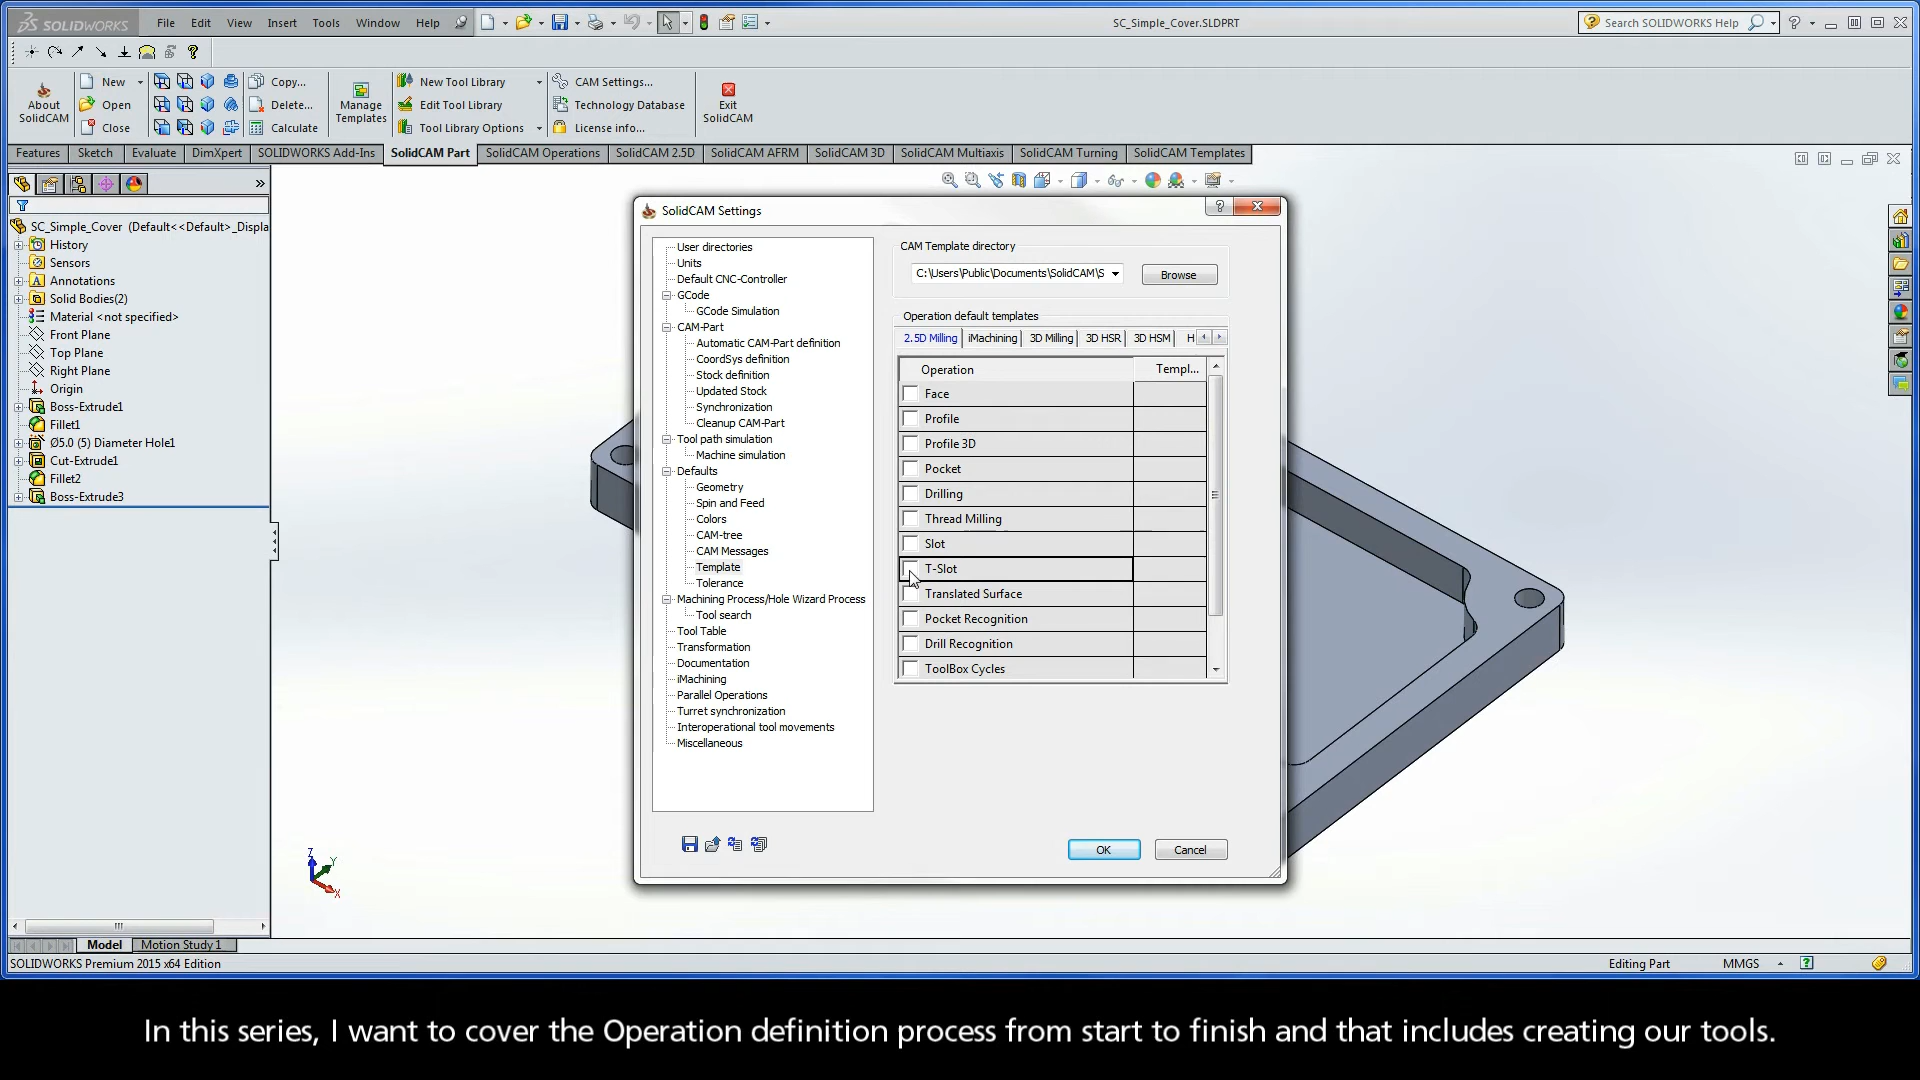 SOLIDWORKS File Edit View Insert Tools Window Help SC_Simple_Cover.SLDPRT Search SOLIDWORKS Help
About SolidCAM
New
Open
Close
Copy...
Delete...
Calculate
Manage Templates
New Tool Library
Edit Tool Library
Tool Library Options
CAM Settings...
Technology Database
License info...
Exit SolidCAM
Features Sketch Evaluate DimXpert SOLIDWORKS Add-Ins SolidCAM Part SolidCAM Operations SolidCAM 2.5D SolidCAM AFRM SolidCAM 3D SolidCAM Multiaxis SolidCAM Turning SolidCAM Templates
SC_Simple_Cover (Default<<Default>_Displa
History
Sensors
Annotations
Solid Bodies(2)
Material <not specified>
Front Plane
Top Plane
Right Plane
Origin
Boss-Extrude1
Fillet1
Ø5.0 (5) Diameter Hole1
Cut-Extrude1
Fillet2
Boss-Extrude3
SolidCAM Settings
User directories
Units
Default CNC-Controller
GCode
GCode Simulation
CAM-Part
Automatic CAM-Part definition
CoordSys definition
Stock definition
Updated Stock
Synchronization
Cleanup CAM-Part
Tool path simulation
Machine simulation
Defaults
Geometry
Spin and Feed
Colors
CAM-tree
CAM Messages
Template
Tolerance
Machining Process/Hole Wizard Process
Tool search
Tool Table
Transformation
Documentation
iMachining
Parallel Operations
Turret synchronization
Interoperational tool movements
Miscellaneous
CAM Template directory
C:\Users\Public\Documents\SolidCAM\S Browse
Operation default templates
2.5D Milling iMachining 3D Milling 3D HSR 3D HSM H
Operation Templ...
Face
Profile
Profile 3D
Pocket
Drilling
Thread Milling
Slot
T-Slot
Translated Surface
Pocket Recognition
Drill Recognition
ToolBox Cycles
OK Cancel
Z
Y
X
Model Motion Study 1
SOLIDWORKS Premium 2015 x64 Edition Editing Part MMGS
In this series, I want to cover the Operation definition process from start to finish and that includes creating our tools.